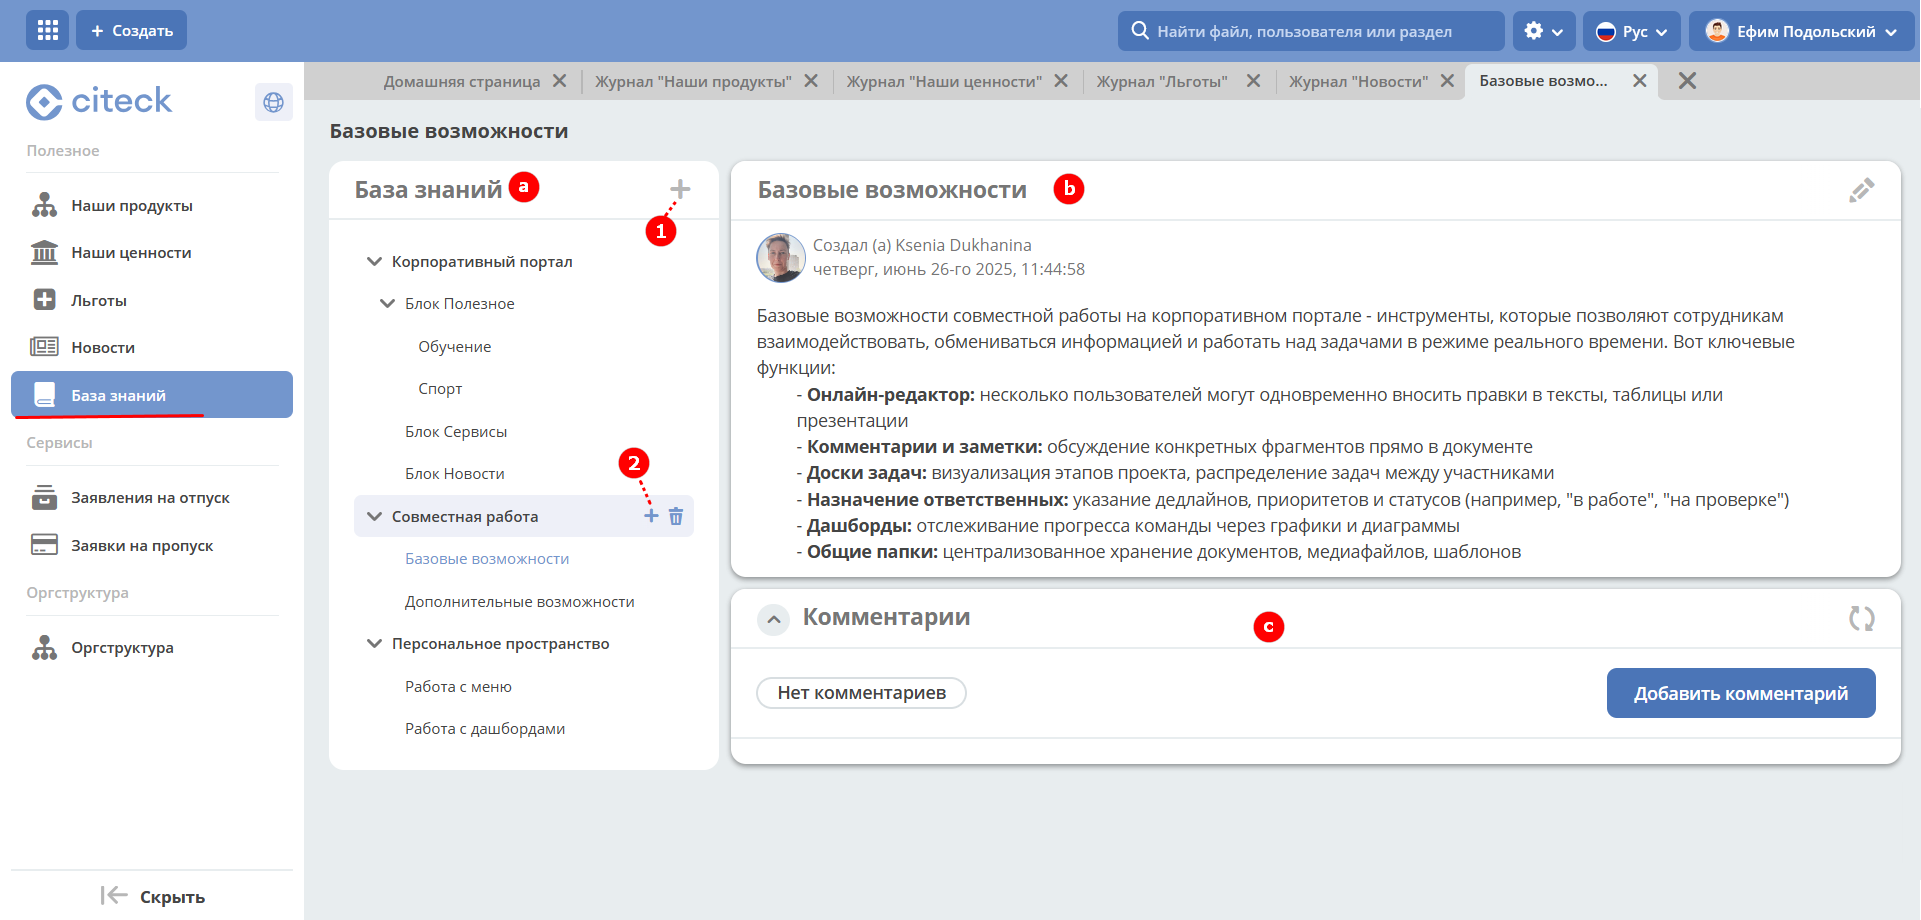 Создать
Найти файл, пользователя или раздел
Рус
Ефим Подольский
citeck
Домашняя страница
Журнал "Наши продукты"
Журнал "Наши ценности"
Журнал "Льготы"
Журнал "Новости"
Базовые возмо...
Полезное
Наши продукты
Наши ценности
Льготы
Новости
База знаний
Сервисы
Заявления на отпуск
Заявки на пропуск
Оргструктура
Оргструктура
Скрыть
Базовые возможности
База знаний
a
1
Корпоративный портал
Блок Полезное
Обучение
Спорт
Блок Сервисы
Блок Новости
2
Совместная работа
Базовые возможности
Дополнительные возможности
Персональное пространство
Работа с меню
Работа с дашбордами
Базовые возможности
b
Создал (а) Ksenia Dukhanina
четверг, июнь 26-го 2025, 11:44:58
Базовые возможности совместной работы на корпоративном портале - инструменты, которые позволяют сотрудникам
взаимодействовать, обмениваться информацией и работать над задачами в режиме реального времени. Вот ключевые
функции:
- Онлайн-редактор: несколько пользователей могут одновременно вносить правки в тексты, таблицы или
презентации
- Комментарии и заметки: обсуждение конкретных фрагментов прямо в документе
- Доски задач: визуализация этапов проекта, распределение задач между участниками
- Назначение ответственных: указание дедлайнов, приоритетов и статусов (например, "в работе", "на проверке")
- Дашборды: отслеживание прогресса команды через графики и диаграммы
- Общие папки: централизованное хранение документов, медиафайлов, шаблонов
Комментарии
c
Нет комментариев
Добавить комментарий